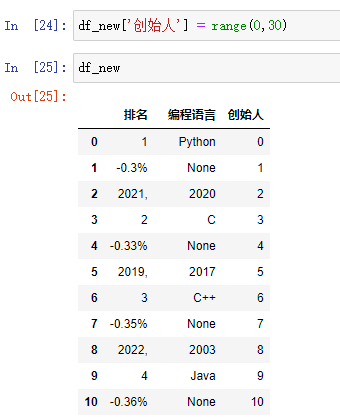 In [24]: df_new['创始人'] = range(0,30)
In [25]: df_new
Out[25]:
排名 编程语言 创始人
0 1 Python 0
1 -0.3% None 1
2 2021, 2020 2
3 2 C 3
4 -0.33% None 4
5 2019, 2017 5
6 3 C++ 6
7 -0.35% None 7
8 2022, 2003 8
9 4 Java 9
10 -0.36% None 10